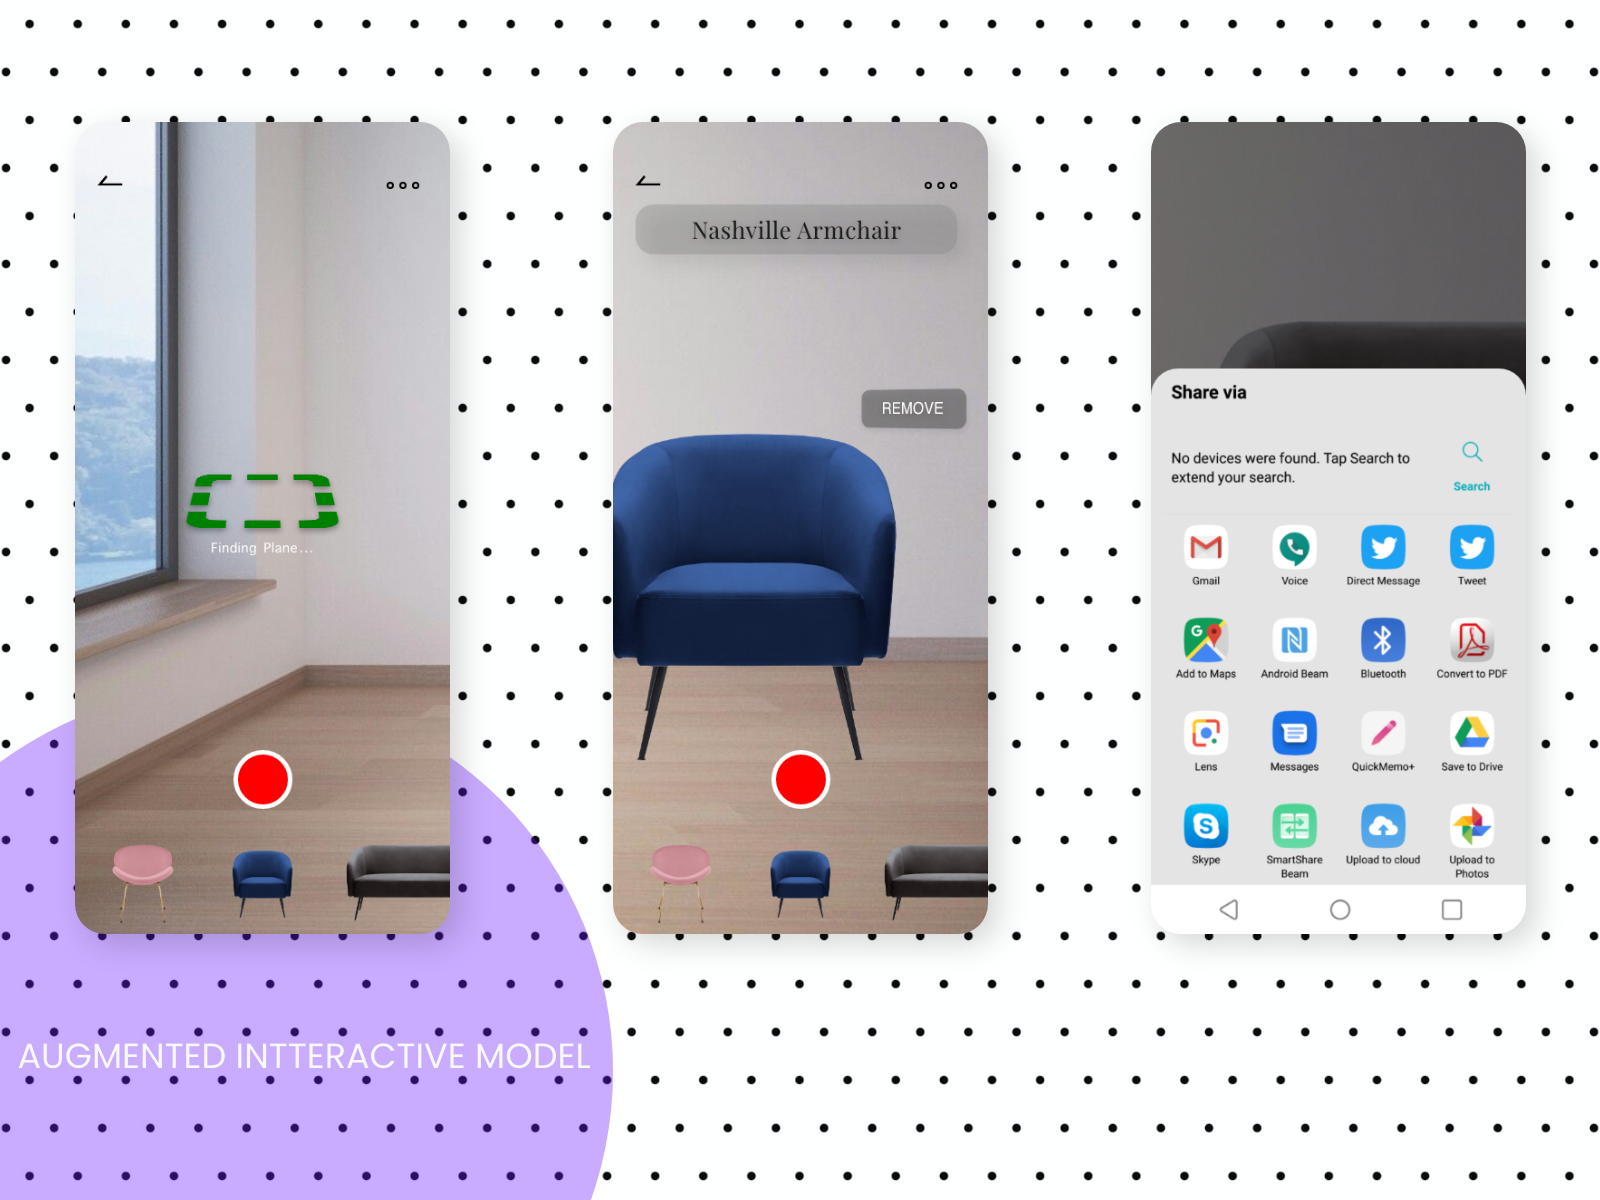 Finding Plane...
Nashville Armchair
REMOVE
Share via
No devices were found. Tap Search to
extend your search.
Search
Gmail
Voice
Direct Message
Tweet
G
Add to Maps
Android Beam
Bluetooth
Convert to PDF
Lens
Messages
QuickMemo+
Save to Drive
S
Skype
SmartShare
Beam
Upload to cloud
Upload to
Photos
AUGMENTED INTTERACTIVE MODEL